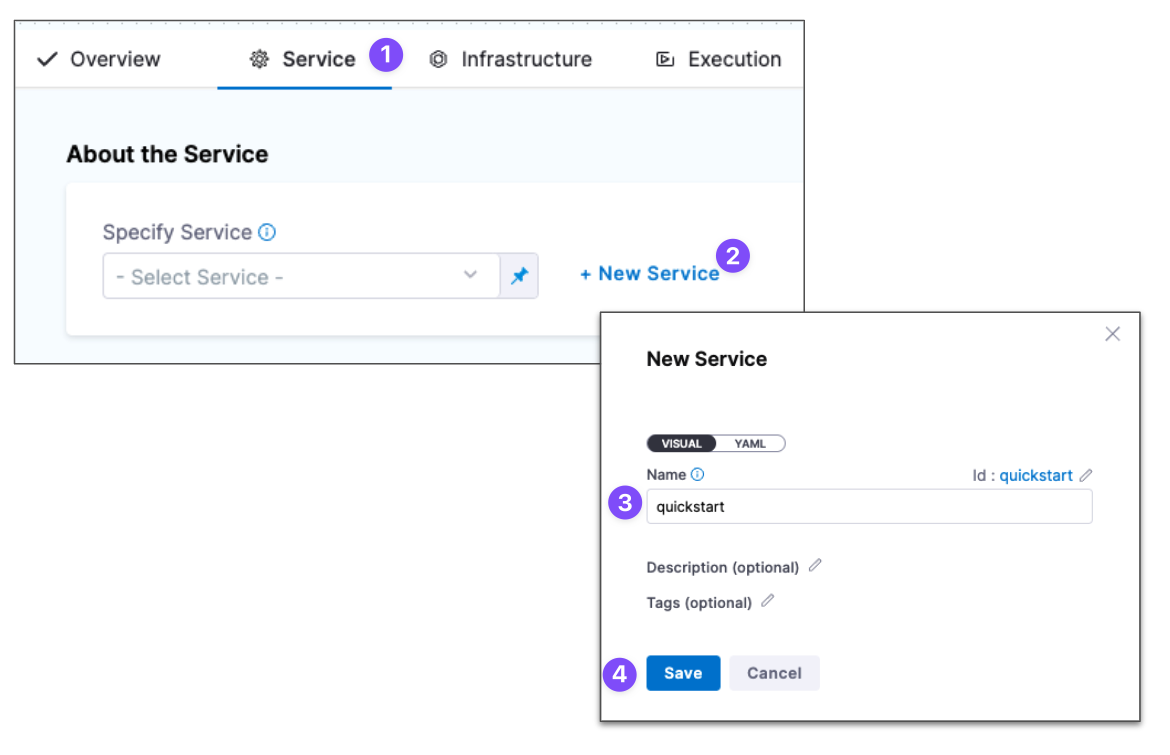 Overview Service 1 Infrastructure Execution
About the Service
Specify Service
- Select Service -
+ New Service 2
New Service
VISUAL YAML
Name Id : quickstart
3 quickstart
Description (optional)
Tags (optional)
4 Save Cancel